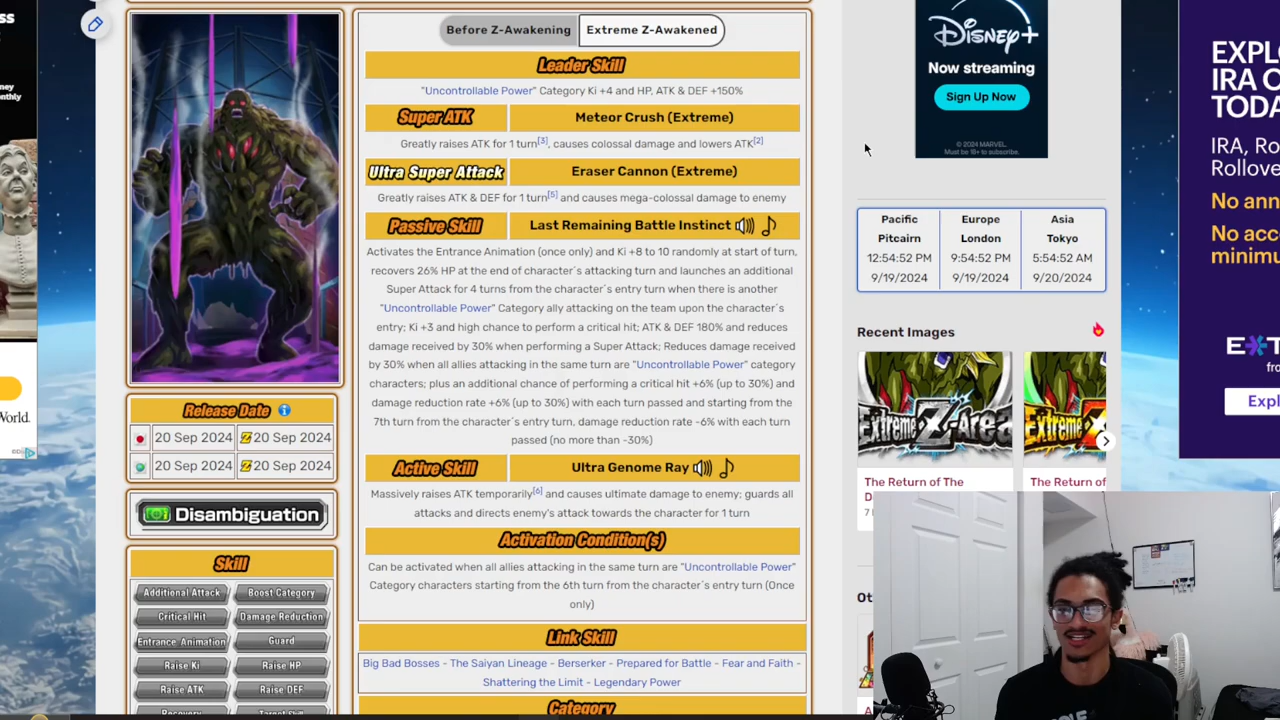 ss
ney
nthly
World.
Before Z-Awakening
Extreme Z-Awakened
Leader Skill
"Uncontrollable Power" Category Ki +4 and HP, ATK & DEF +150%
Super ATK
Meteor Crush (Extreme)
Greatly raises ATK for 1 turn[3], causes colossal damage and lowers ATK[2]
Ultra Super Attack
Eraser Cannon (Extreme)
Greatly raises ATK & DEF for 1 turn[5] and causes mega-colossal damage to enemy
Passive Skill
Last Remaining Battle Instinct
Activates the Entrance Animation (once only) and Ki +8 to 10 randomly at start of turn,
recovers 26% HP at the end of character´s attacking turn and launches an additional
Super Attack for 4 turns from the character´s entry turn when there is another
"Uncontrollable Power" Category ally attacking on the team upon the character´s
entry; Ki +3 and high chance to perform a critical hit; ATK & DEF 180% and reduces
damage received by 30% when performing a Super Attack; Reduces damage received
by 30% when all allies attacking in the same turn are "Uncontrollable Power" category
characters; plus an additional chance of performing a critical hit +6% (up to 30%) and
damage reduction rate +6% (up to 30%) with each turn passed and starting from the
7th turn from the character´s entry turn, damage reduction rate -6% with each turn
passed (no more than -30%)
Active Skill
Ultra Genome Ray
Massively raises ATK temporarily[6] and causes ultimate damage to enemy; guards all
attacks and directs enemy's attack towards the character for 1 turn
Activation Condition(s)
Can be activated when all allies attacking in the same turn are "Uncontrollable Power"
Category characters starting from the 6th turn from the character´s entry turn (Once
only)
Link Skill
Big Bad Bosses - The Saiyan Lineage - Berserker - Prepared for Battle - Fear and Faith -
Shattering the Limit - Legendary Power
Category
Release Date
20 Sep 2024
20 Sep 2024
20 Sep 2024
20 Sep 2024
Disambiguation
Skill
Additional Attack
Boost Category
Critical Hit
Damage Reduction
Entrance Animation
Guard
Raise Ki
Raise HP
Raise ATK
Raise DEF
Recovery
Disney+
Now streaming
Sign Up Now
© 2024 MARVEL
Must be 18+ to subscribe.
Pacific
Pitcairn
12:54:52 PM
9/19/2024
Europe
London
9:54:52 PM
9/19/2024
Asia
Tokyo
5:54:52 AM
9/20/2024
Recent Images
Extreme Z-Area
The Return of The
The Return of
EXPL
IRA C
TODA
IRA, Ro
Rollove
No ann
No acc
minimu
E*T
fro
Expl